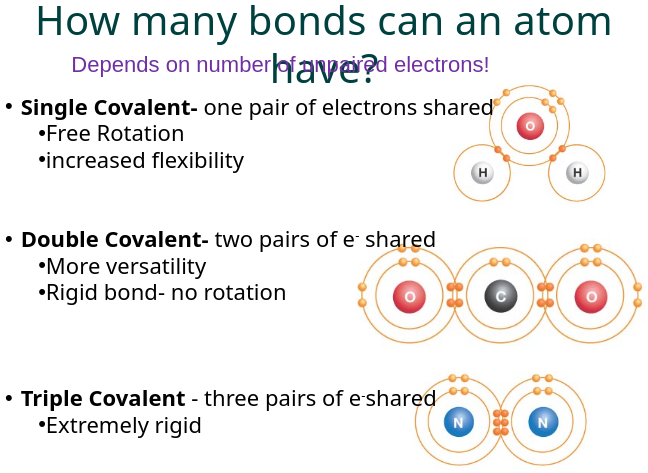 How many bonds can an atom
have?
Depends on number of unpaired electrons!
• Single Covalent- one pair of electrons shared
•Free Rotation
•increased flexibility
O
H H
• Double Covalent- two pairs of e- shared
•More versatility
•Rigid bond- no rotation
O C O
• Triple Covalent - three pairs of e-shared
•Extremely rigid
N N